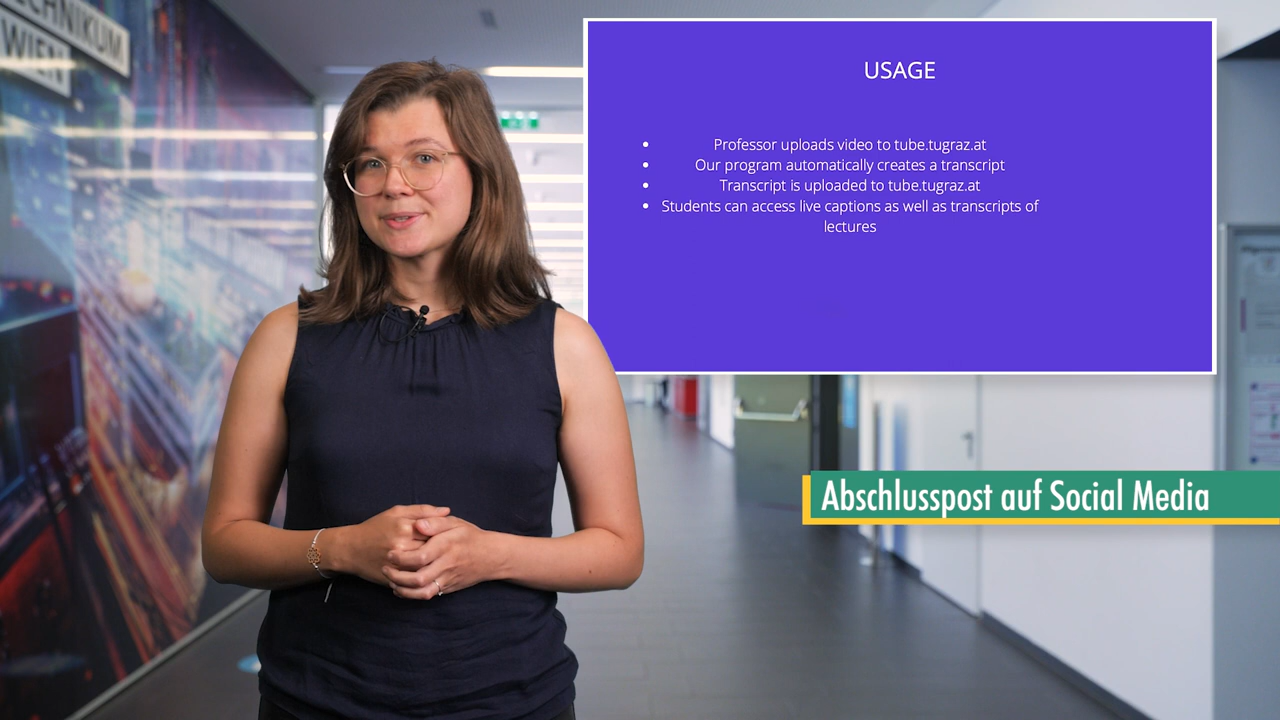 TECHNIKUM
WIEN
USAGE
Professor uploads video to tube.tugraz.at
Our program automatically creates a transcript
Transcript is uploaded to tube.tugraz.at
Students can access live captions as well as transcripts of
lectures
Abschlusspost auf Social Media